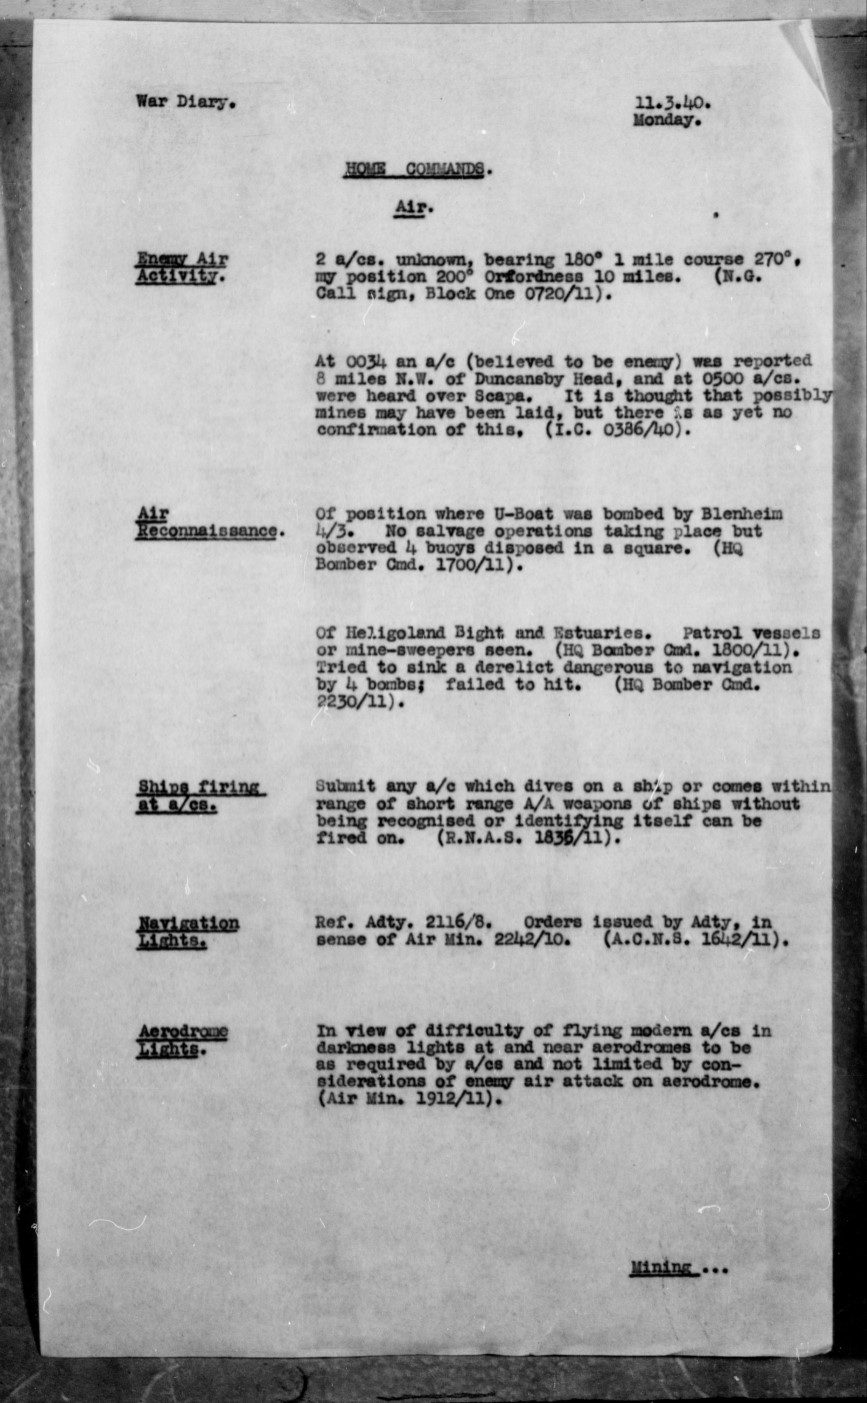 War Diary. 11.3.40.
Monday.
HOME COMMANDS.
Air.
Enemy Air 2 a/cs. unknown, bearing 180° 1 mile course 270°,
Activity. my position 200° Orfordness 10 miles. (N.G.
Call sign, Block One 0720/11).
At 0034 an a/c (believed to be enemy) was reported
8 miles N.W. of Duncansby Head, and at 0500 a/cs.
were heard over Scapa. It is thought that possibly
mines may have been laid, but there is as yet no
confirmation of this. (I.C. 0386/40).
Air Of position where U-Boat was bombed by Blenheim
Reconnaissance. 4/3. No salvage operations taking place but
observed 4 buoys disposed in a square. (HQ
Bomber Cmd. 1700/11).
Of Heligoland Bight and Estuaries. Patrol vessels
or mine-sweepers seen. (HQ Bomber Cmd. 1800/11).
Tried to sink a derelict dangerous to navigation
by 4 bombs; failed to hit. (HQ Bomber Cmd.
2230/11).
Ships firing Submit any a/c which dives on a ship or comes within
at a/cs. range of short range A/A weapons of ships without
being recognised or identifying itself can be
fired on. (R.N.A.S. 1836/11).
Navigation Ref. Adty. 2116/8. Orders issued by Adty, in
Lights. sense of Air Min. 2242/10. (A.C.N.S. 1642/11).
Aerodrome In view of difficulty of flying modern a/cs in
Lights. darkness lights at and near aerodromes to be
as required by a/cs and not limited by con-
siderations of enemy air attack on aerodrome.
(Air Min. 1912/11).
Mining ...